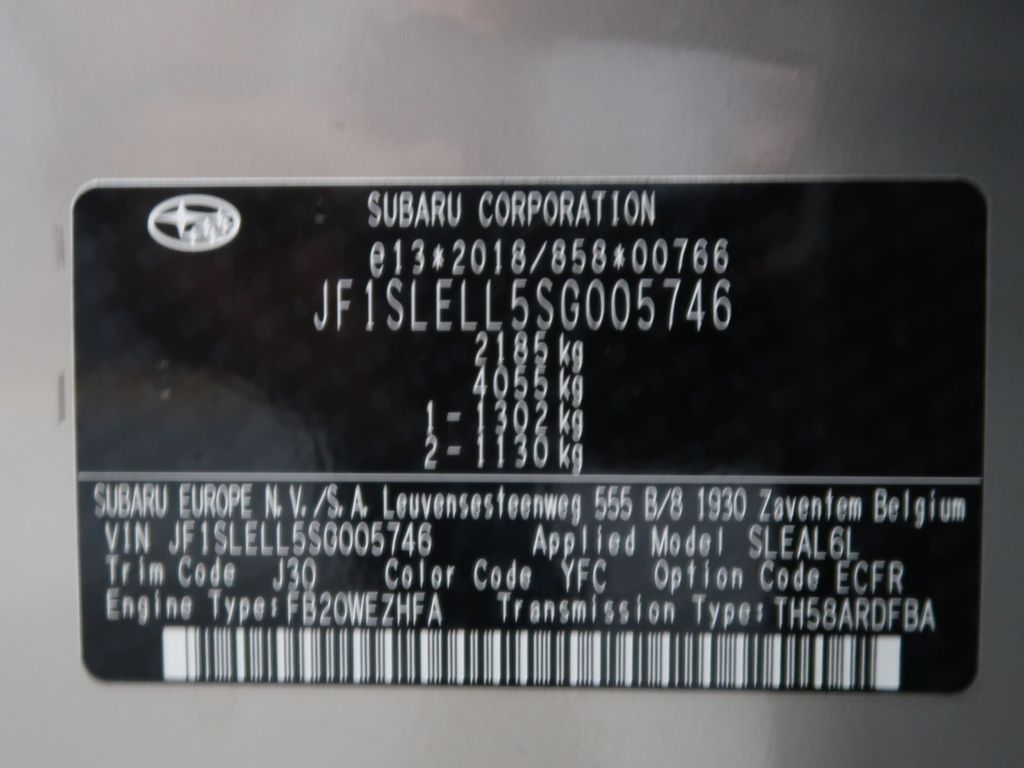 SUBARU CORPORATION
e13*2018/858*00766
JF1SLELL5SG005746
2185 kg
4055 kg
1 - 1302 kg
2 - 1130 kg
SUBARU EUROPE N.V./S.A. Leuvensesteenweg 555 B/8 1930 Zaventem Belgium
VIN JF1SLELL5SG005746 Applied Model SLEAL6L
Trim Code J30 Color Code YFC Option Code ECFR
Engine Type: FB20WEZHFA Transmission Type: TH58ARDFBA